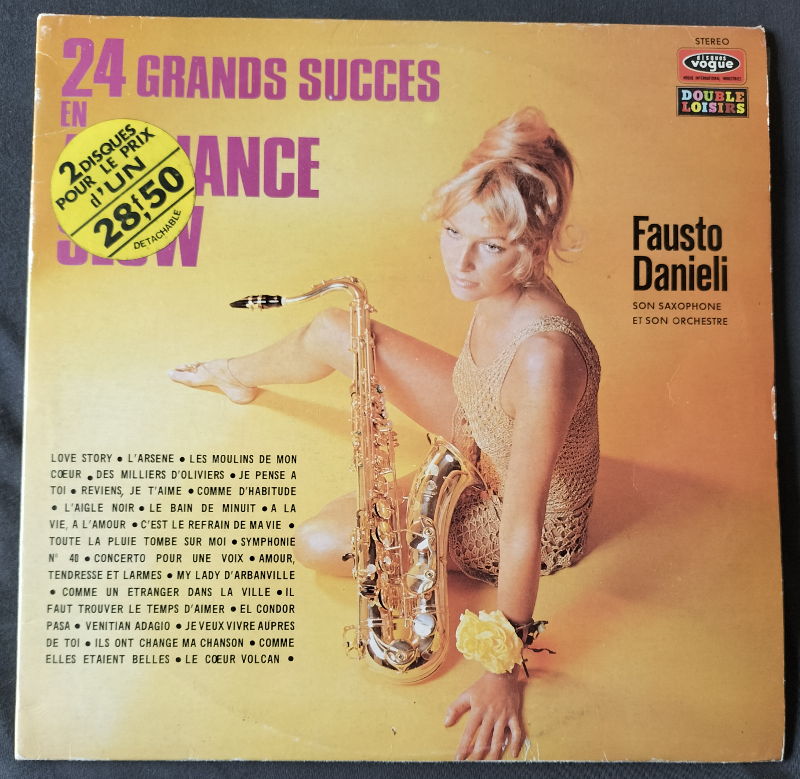 24 GRANDS SUCCES
EN
2 DISQUES
POUR LE PRIX
d'UN
28f,50
DETACHABLE
STEREO
disques
vogue
VOGUE INTERNATIONAL INDUSTRIES
DOUBLE
LOISIRS
Fausto
Danieli
SON SAXOPHONE
ET SON ORCHESTRE
LOVE STORY • L'ARSENE • LES MOULINS DE MON
CŒUR • DES MILLIERS D'OLIVIERS • JE PENSE A
TOI • REVIENS, JE T'AIME • COMME D'HABITUDE
• L'AIGLE NOIR • LE BAIN DE MINUIT • A LA
VIE, A L'AMOUR • C'EST LE REFRAIN DE MA VIE •
TOUTE LA PLUIE TOMBE SUR MOI • SYMPHONIE
N° 40 • CONCERTO POUR UNE VOIX • AMOUR,
TENDRESSE ET LARMES • MY LADY D'ARBANVILLE
• COMME UN ETRANGER DANS LA VILLE • IL
FAUT TROUVER LE TEMPS D'AIMER • EL CONDOR
PASA • VENITIAN ADAGIO • JE VEUX VIVRE AUPRES
DE TOI • ILS ONT CHANGE MA CHANSON • COMME
ELLES ETAIENT BELLES • LE CŒUR VOLCAN •